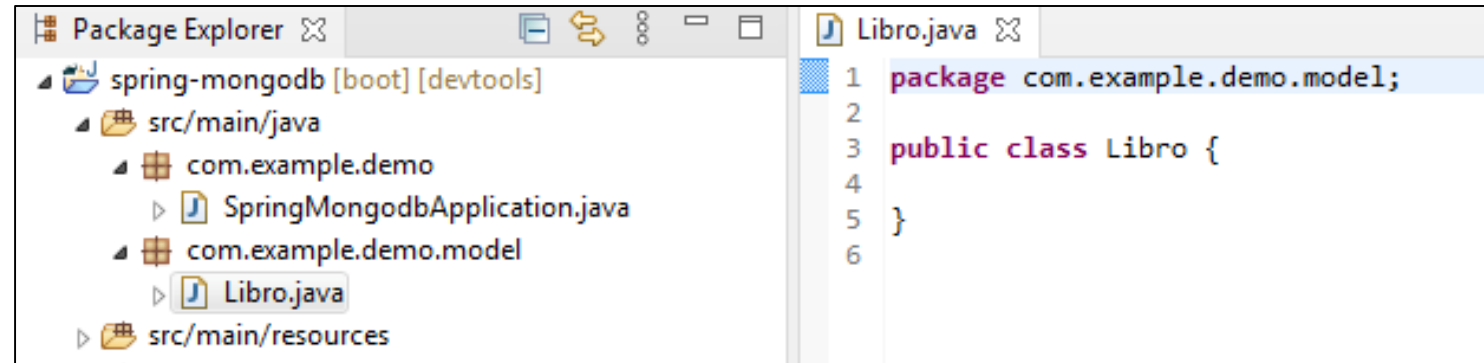 Package Explorer
spring-mongodb [boot] [devtools]
src/main/java
com.example.demo
SpringMongodbApplication.java
com.example.demo.model
Libro.java
src/main/resources
Libro.java
1 package com.example.demo.model;
2
3 public class Libro {
4
5 }
6